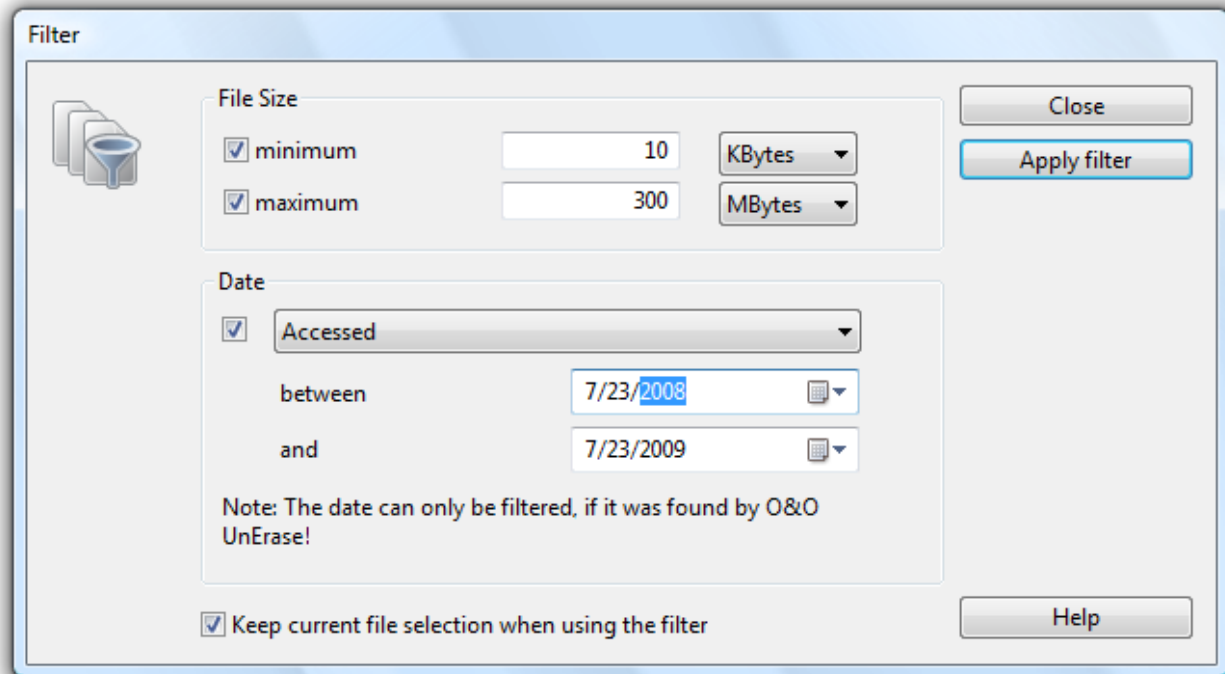 Filter
File Size
minimum 10 KBytes
maximum 300 MBytes
Close
Apply filter
Date
Accessed
between 7/23/2008
and 7/23/2009
Note: The date can only be filtered, if it was found by O&O
UnErase!
Keep current file selection when using the filter
Help